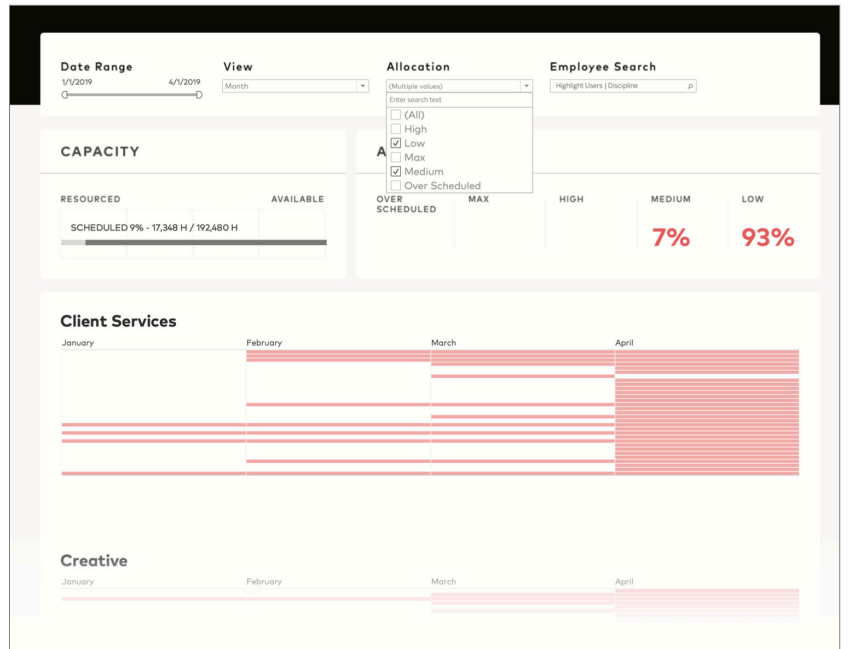 Date Range
View
Allocation
Employee Search
1/1/2019
4/1/2019
Month
(Multiple values)
Highlight Users | Discipline
Enter search text
(All)
High
Low
Max
Medium
Over Scheduled
CAPACITY
A
RESOURCED
AVAILABLE
OVER
SCHEDULED
MAX
HIGH
MEDIUM
LOW
SCHEDULED 9% - 17,348 H / 192,480 H
7%
93%
Client Services
January
February
March
April
Creative
January
February
March
April